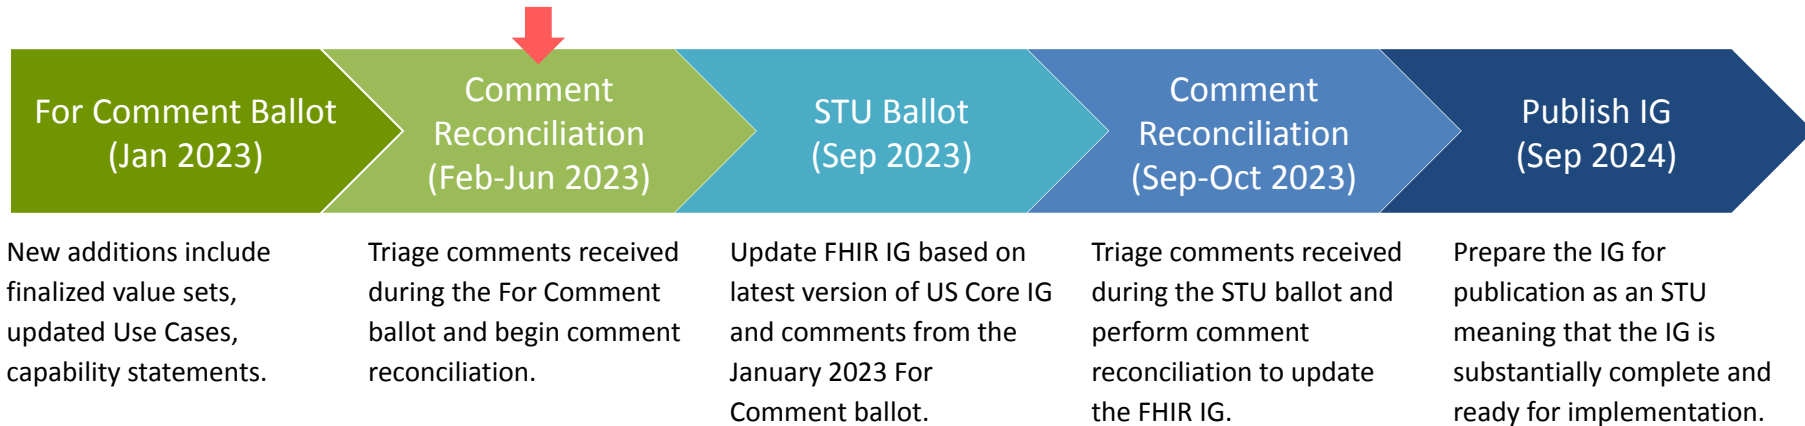 For Comment Ballot
(Jan 2023)
Comment
Reconciliation
(Feb-Jun 2023)
STU Ballot
(Sep 2023)
Comment
Reconciliation
(Sep-Oct 2023)
Publish IG
(Sep 2024)
New additions include
finalized value sets,
updated Use Cases,
capability statements.
Triage comments received
during the For Comment
ballot and begin comment
reconciliation.
Update FHIR IG based on
latest version of US Core IG
and comments from the
January 2023 For
Comment ballot.
Triage comments received
during the STU ballot and
perform comment
reconciliation to update
the FHIR IG.
Prepare the IG for
publication as an STU
meaning that the IG is
substantially complete and
ready for implementation.